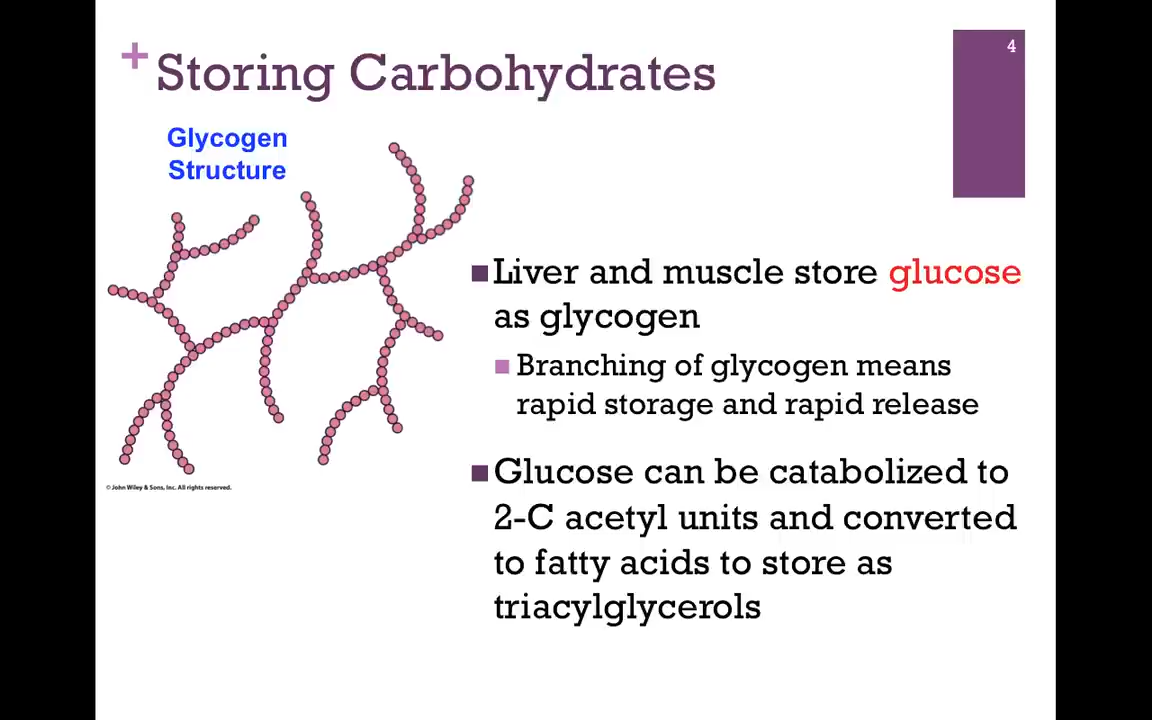 4
+ Storing Carbohydrates
Glycogen
Structure
Liver and muscle store glucose
as glycogen
Branching of glycogen means
rapid storage and rapid release
Glucose can be catabolized to
2-C acetyl units and converted
to fatty acids to store as
triacylglycerols
© John Wiley & Sons, Inc. All rights reserved.